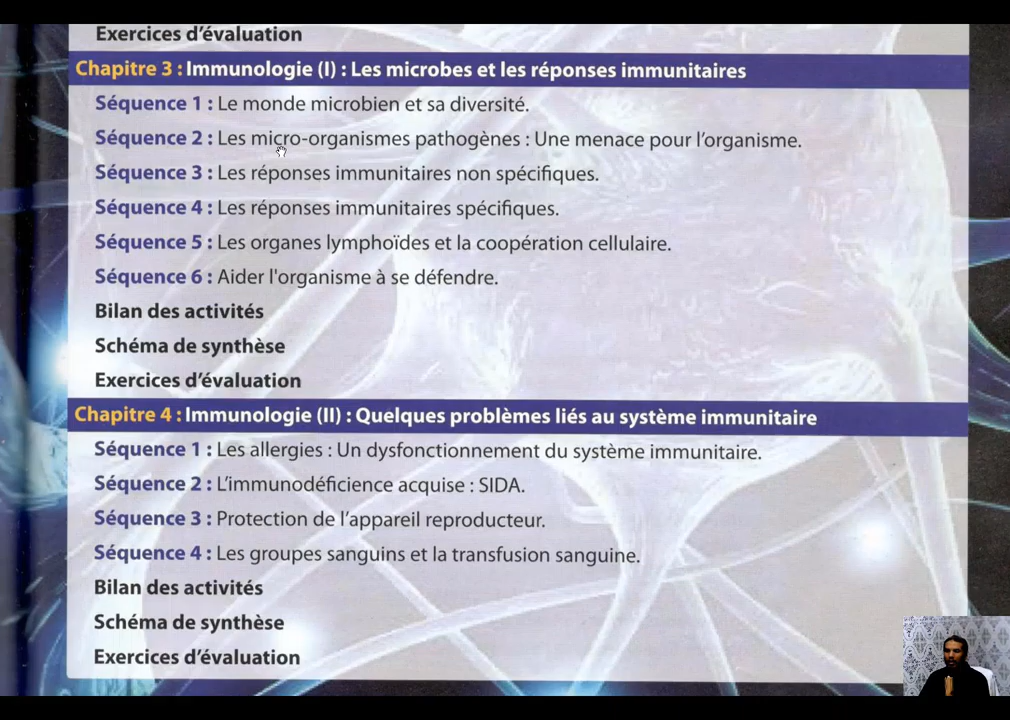 Exercices d'évaluation
Chapitre 3 : Immunologie (I) : Les microbes et les réponses immunitaires
Séquence 1 : Le monde microbien et sa diversité.
Séquence 2 : Les micro-organismes pathogènes : Une menace pour l'organisme.
Séquence 3 : Les réponses immunitaires non spécifiques.
Séquence 4 : Les réponses immunitaires spécifiques.
Séquence 5 : Les organes lymphoïdes et la coopération cellulaire.
Séquence 6 : Aider l'organisme à se défendre.
Bilan des activités
Schéma de synthèse
Exercices d'évaluation
Chapitre 4 : Immunologie (II) : Quelques problèmes liés au système immunitaire
Séquence 1 : Les allergies : Un dysfonctionnement du système immunitaire.
Séquence 2 : L'immunodéficience acquise : SIDA.
Séquence 3 : Protection de l'appareil reproducteur.
Séquence 4 : Les groupes sanguins et la transfusion sanguine.
Bilan des activités
Schéma de synthèse
Exercices d'évaluation